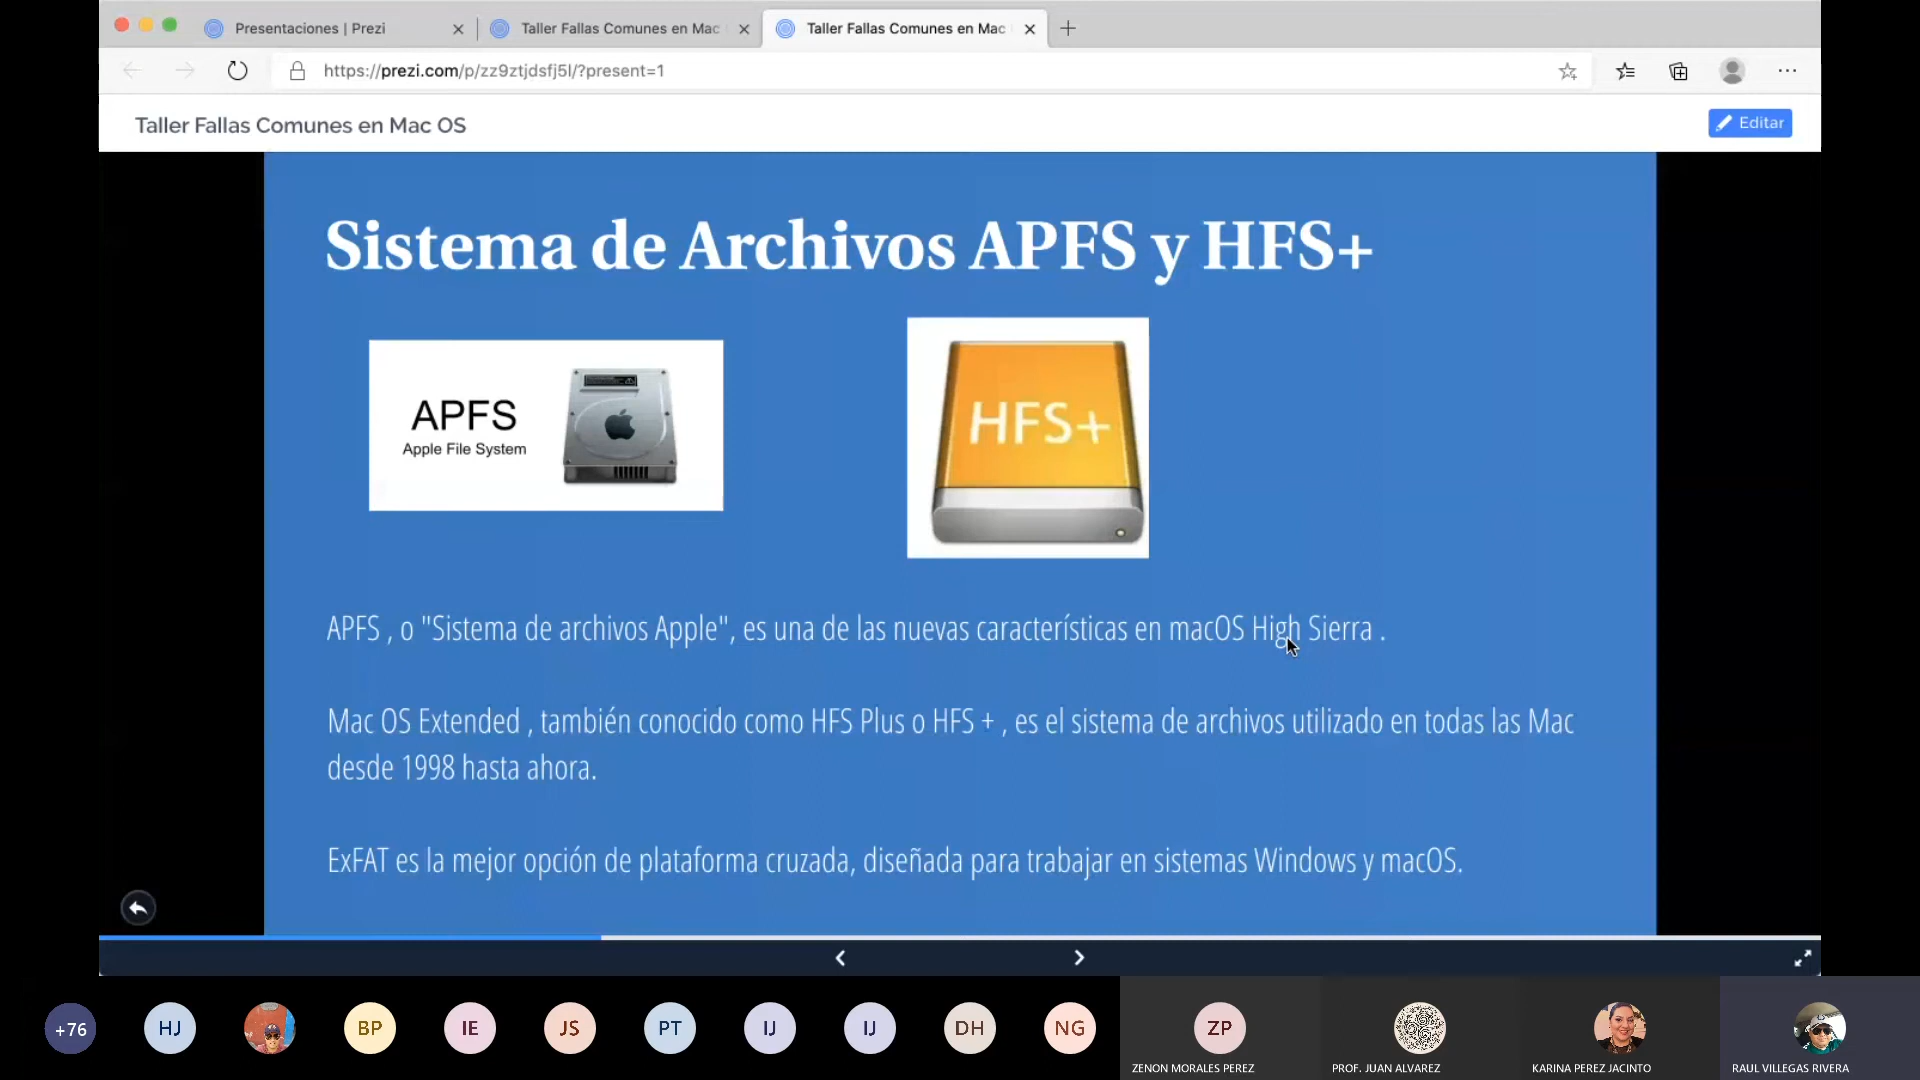 Presentaciones | Prezi
Taller Fallas Comunes en Mac
Taller Fallas Comunes en Mac
https://prezi.com/p/zz9ztjdsfj5l/?present=1
Taller Fallas Comunes en Mac OS
Editar
Sistema de Archivos APFS y HFS+
APFS
Apple File System
HFS+
APFS , o "Sistema de archivos Apple", es una de las nuevas características en macOS High Sierra .
Mac OS Extended , también conocido como HFS Plus o HFS + , es el sistema de archivos utilizado en todas las Mac
desde 1998 hasta ahora.
ExFAT es la mejor opción de plataforma cruzada, diseñada para trabajar en sistemas Windows y macOS.
+76
HJ
BP
IE
JS
PT
IJ
IJ
DH
NG
ZP
ZENON MORALES PEREZ
PROF. JUAN ALVAREZ
KARINA PEREZ JACINTO
RAUL VILLEGAS RIVERA